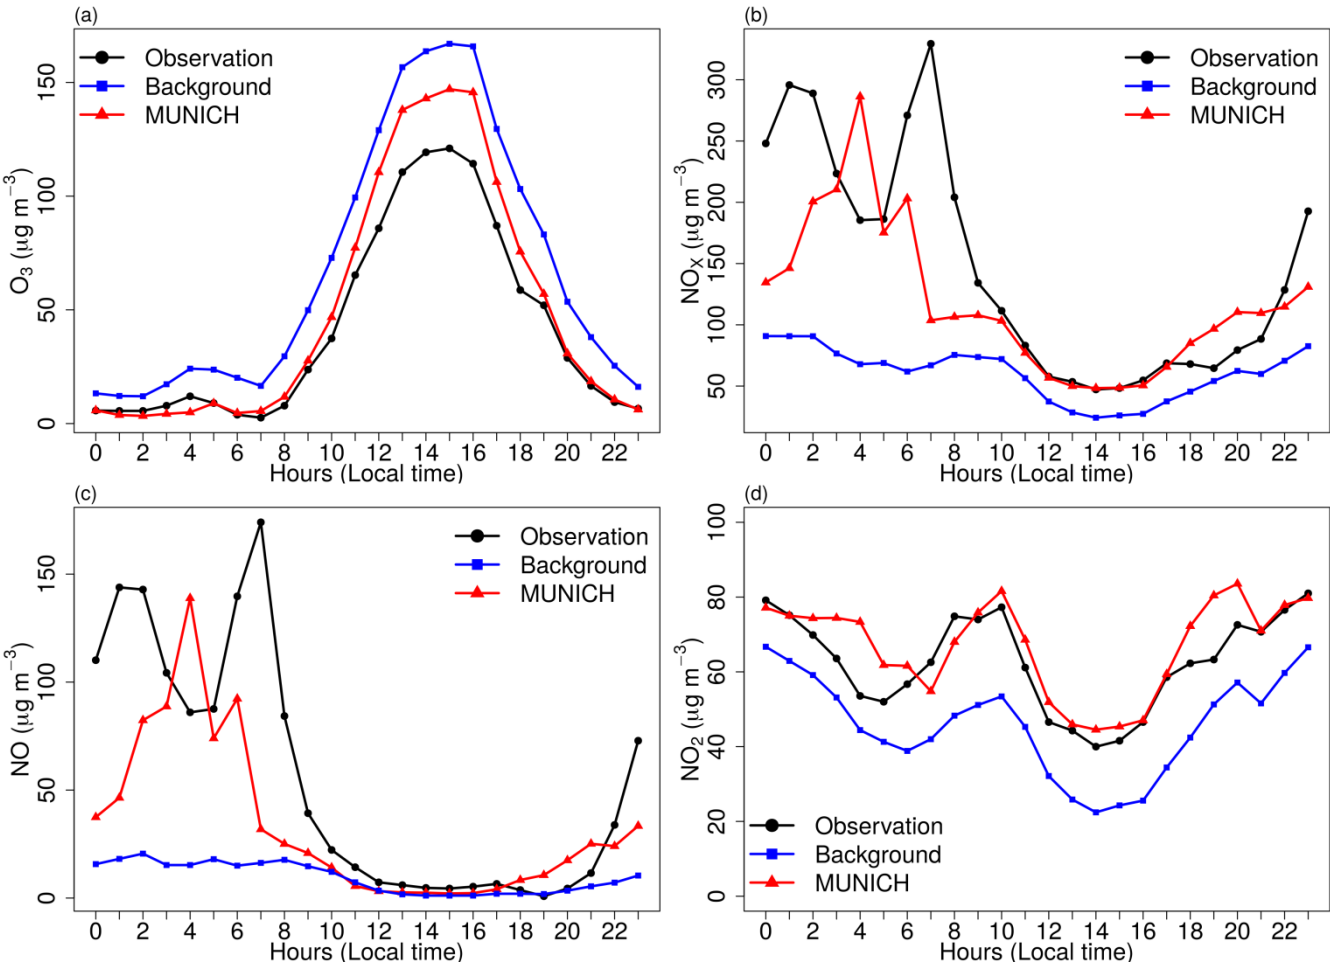 (a)
Observation
Background
MUNICH
O₃ (μg m⁻³)
0 50 100 150
0 2 4 6 8 10 12 14 16 18 20 22
Hours (Local time)
(b)
Observation
Background
MUNICH
NOₓ (μg m⁻³)
50 100 150 200 250 300
0 2 4 6 8 10 12 14 16 18 20 22
Hours (Local time)
(c)
Observation
Background
MUNICH
NO (μg m⁻³)
0 50 100 150
0 2 4 6 8 10 12 14 16 18 20 22
Hours (Local time)
(d)
NO₂ (μg m⁻³)
0 20 40 60 80 100
Observation
Background
MUNICH
0 2 4 6 8 10 12 14 16 18 20 22
Hours (Local time)